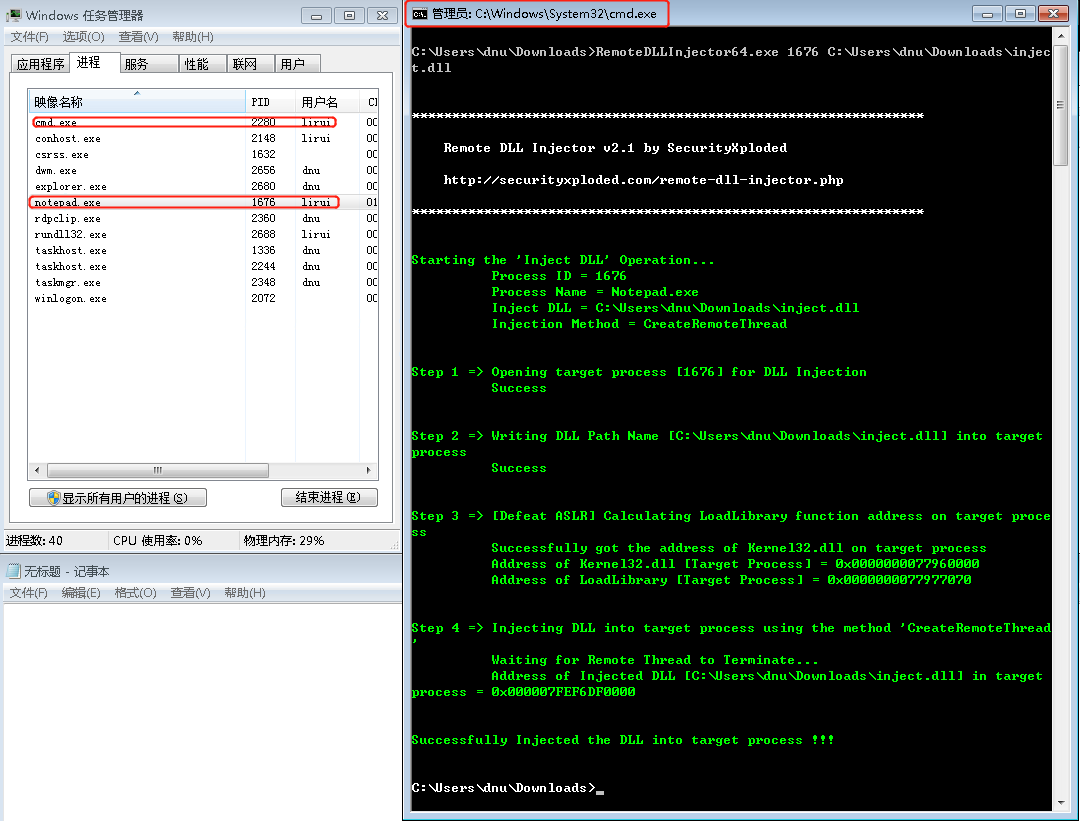 Windows 任务管理器
文件(F) 选项(O) 查看(V) 帮助(H)
应用程序 进程 服务 性能 联网 用户
映像名称 PID 用户名
cmd.exe 2280 lirui 00
conhost.exe 2148 lirui 00
csrss.exe 1632 00
dwm.exe 2656 dnu 00
explorer.exe 2680 dnu 00
notepad.exe 1676 lirui 01
rdpclip.exe 2360 dnu 00
rundll32.exe 2688 lirui 00
taskhost.exe 1336 dnu 00
taskhost.exe 2244 dnu 00
taskmgr.exe 2348 dnu 00
winlogon.exe 2072 00
显示所有用户的进程(S) 结束进程(E)
进程数: 40 CPU 使用率: 0% 物理内存: 29%
无标题 - 记事本
文件(F) 编辑(E) 格式(O) 查看(V) 帮助(H)
管理员: C:\Windows\System32\cmd.exe
C:\Users\dnu\Downloads>RemoteDLLInjector64.exe 1676 C:\Users\dnu\Downloads\injec
t.dll
****************************************************************
Remote DLL Injector v2.1 by SecurityXploded
http://securityxploded.com/remote-dll-injector.php
****************************************************************
Starting the 'Inject DLL' Operation...
Process ID = 1676
Process Name = Notepad.exe
Inject DLL = C:\Users\dnu\Downloads\inject.dll
Injection Method = CreateRemoteThread
Step 1 => Opening target process [1676] for DLL Injection
Success
Step 2 => Writing DLL Path Name [C:\Users\dnu\Downloads\inject.dll] into target
process
Success
Step 3 => [Defeat ASLR] Calculating LoadLibrary function address on target proce
ss
Successfully got the address of Kernel32.dll on target process
Address of Kernel32.dll [Target Process] = 0x0000000077960000
Address of LoadLibrary [Target Process] = 0x0000000077977070
Step 4 => Injecting DLL into target process using the method 'CreateRemoteThread
'
Waiting for Remote Thread to Terminate...
Address of Injected DLL [C:\Users\dnu\Downloads\inject.dll] in target
process = 0x000007FEF6DF0000
Successfully Injected the DLL into target process !!!
C:\Users\dnu\Downloads>_